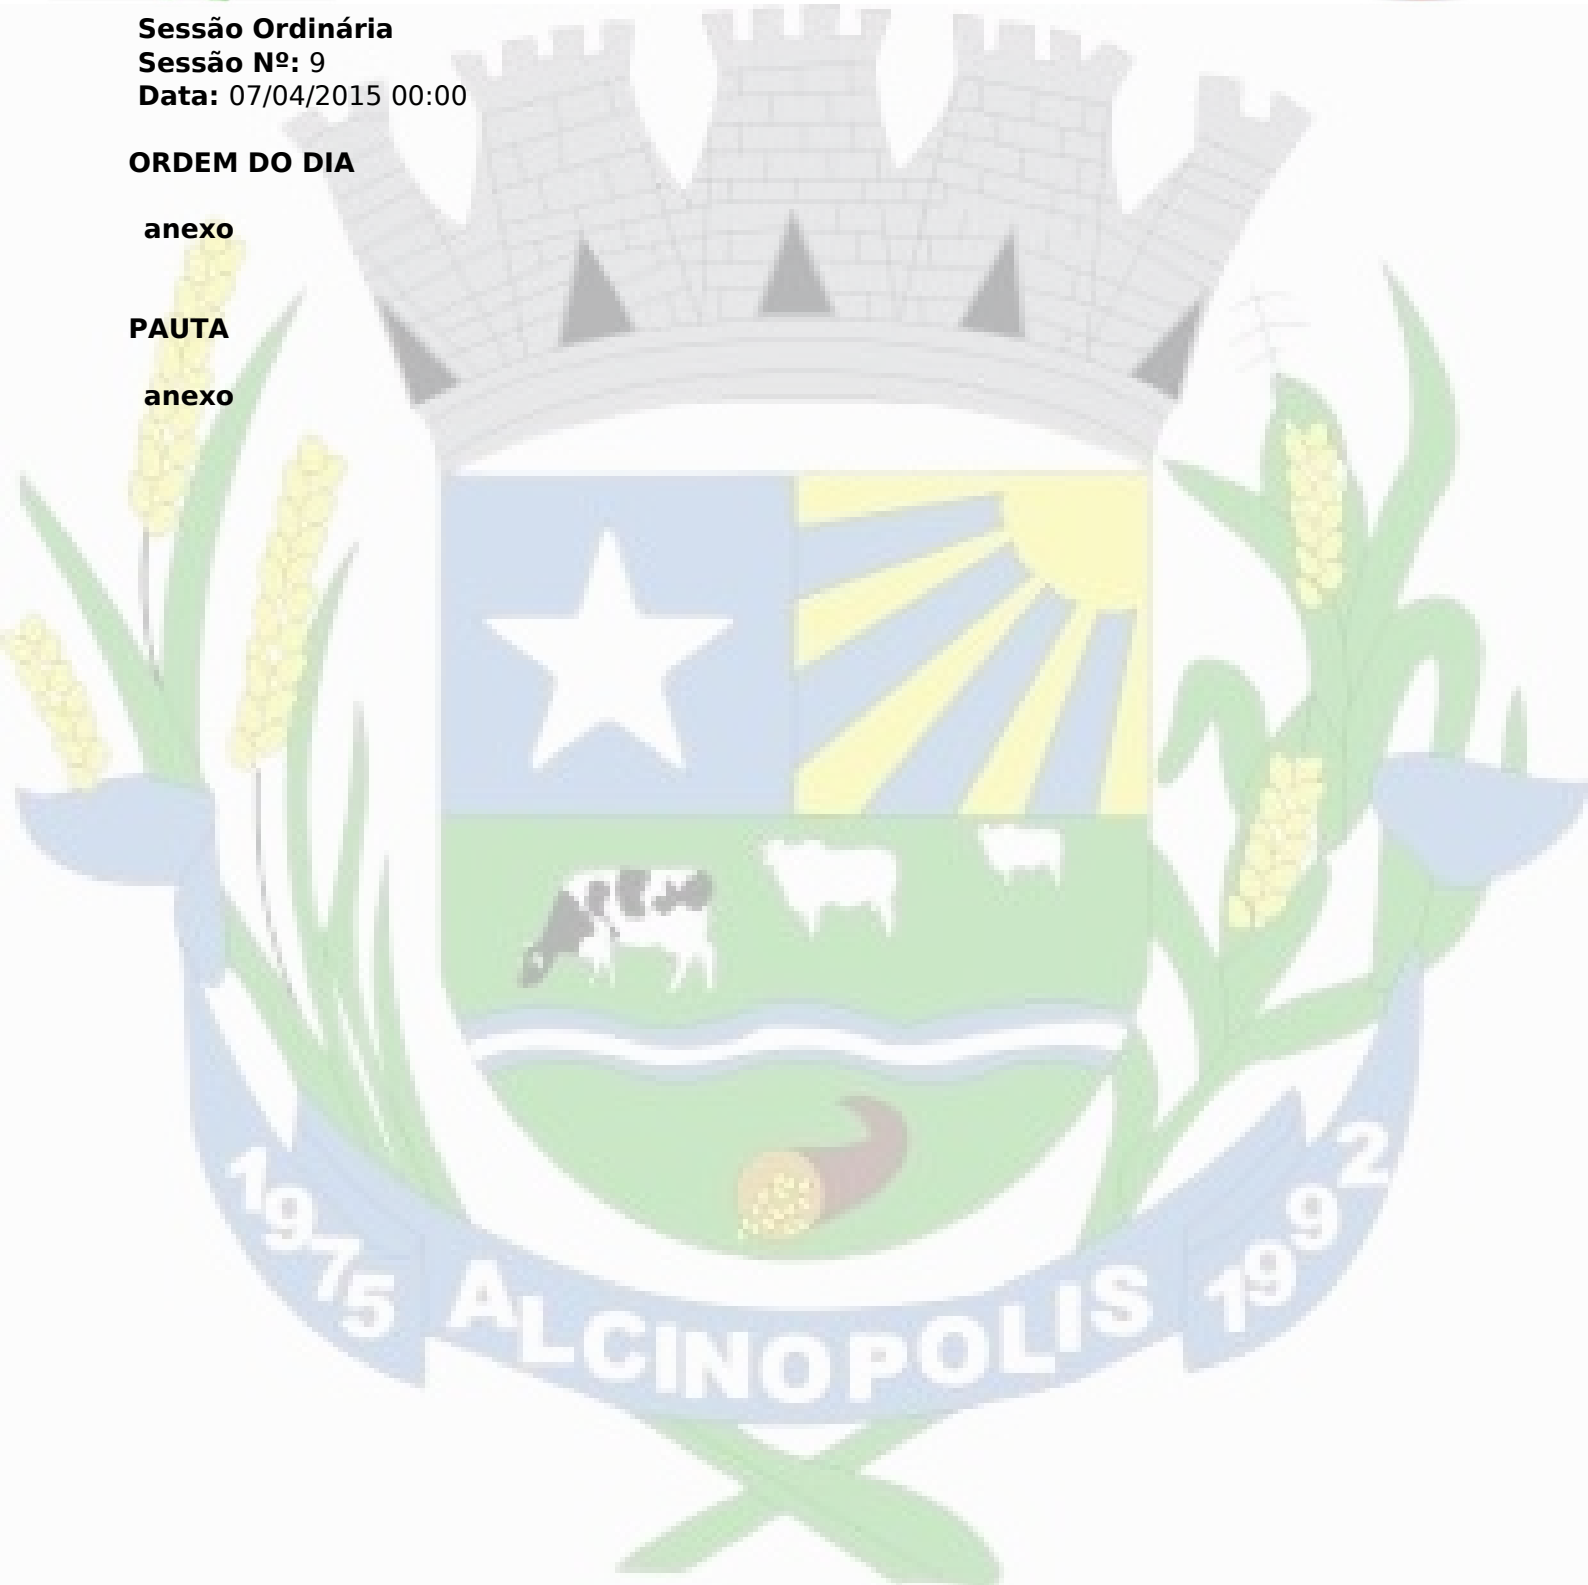 Sessão Ordinária
Sessão Nº: 9
Data: 07/04/2015 00:00
ORDEM DO DIA
anexo
PAUTA
anexo
1975
ALCINOPOLIS
1992